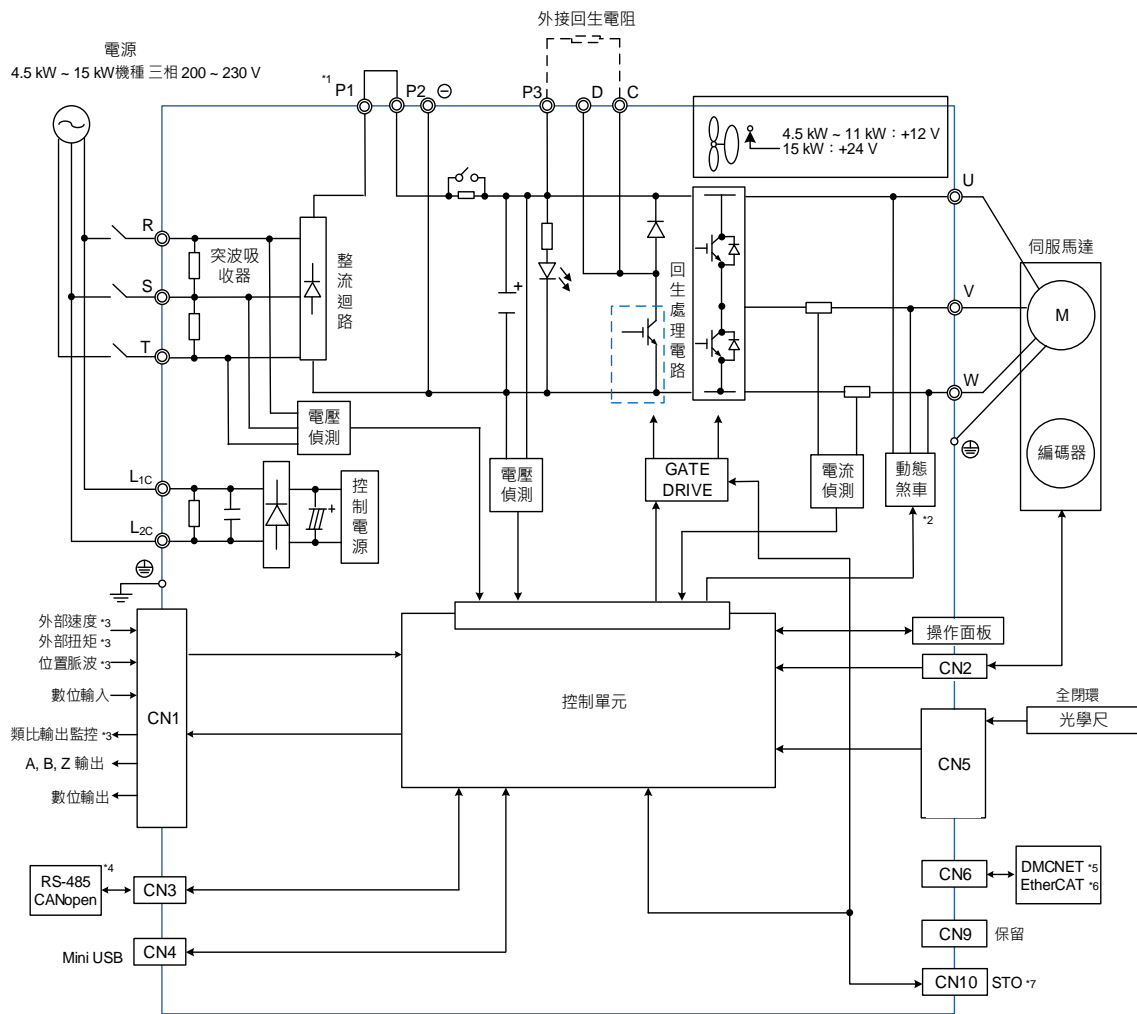 外接回生電阻
電源
4.5 kW ~ 15 kW機種 三相 200 ~ 230 V
*1
P1
P2
⊖
P3
D
C
4.5 kW ~ 11 kW：+12 V
15 kW：+24 V
U
R
突波吸
收器
整流迴路
+
回生處理電路
伺服馬達
S
V
M
T
W
電壓
偵測
編碼器
L1C
控制電源
+
電壓
偵測
GATE
DRIVE
電流
偵測
動態
煞車
*2
L2C
外部速度 *3
外部扭矩 *3
位置脈波 *3
數位輸入
CN1
類比輸出監控 *3
A, B, Z 輸出
數位輸出
控制單元
操作面板
CN2
全閉環
光學尺
CN5
RS-485
CANopen
*4
CN3
CN6
DMCNET *5
EtherCAT *6
Mini USB
CN4
CN9
保留
CN10
STO *7